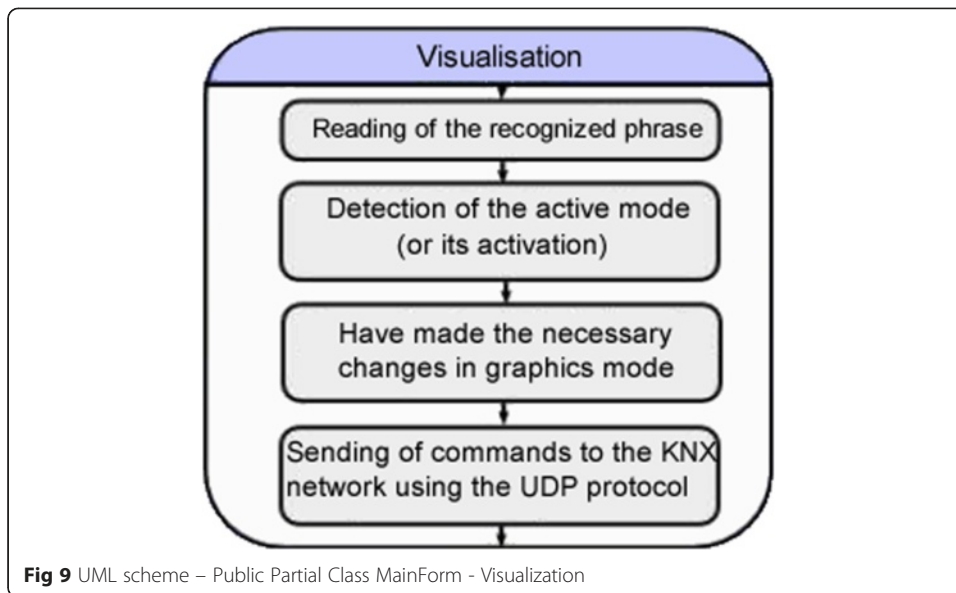 Visualisation
Reading of the recognized phrase
Detection of the active mode
(or its activation)
Have made the necessary
changes in graphics mode
Sending of commands to the KNX
network using the UDP protocol
Fig 9 UML scheme – Public Partial Class MainForm - Visualization